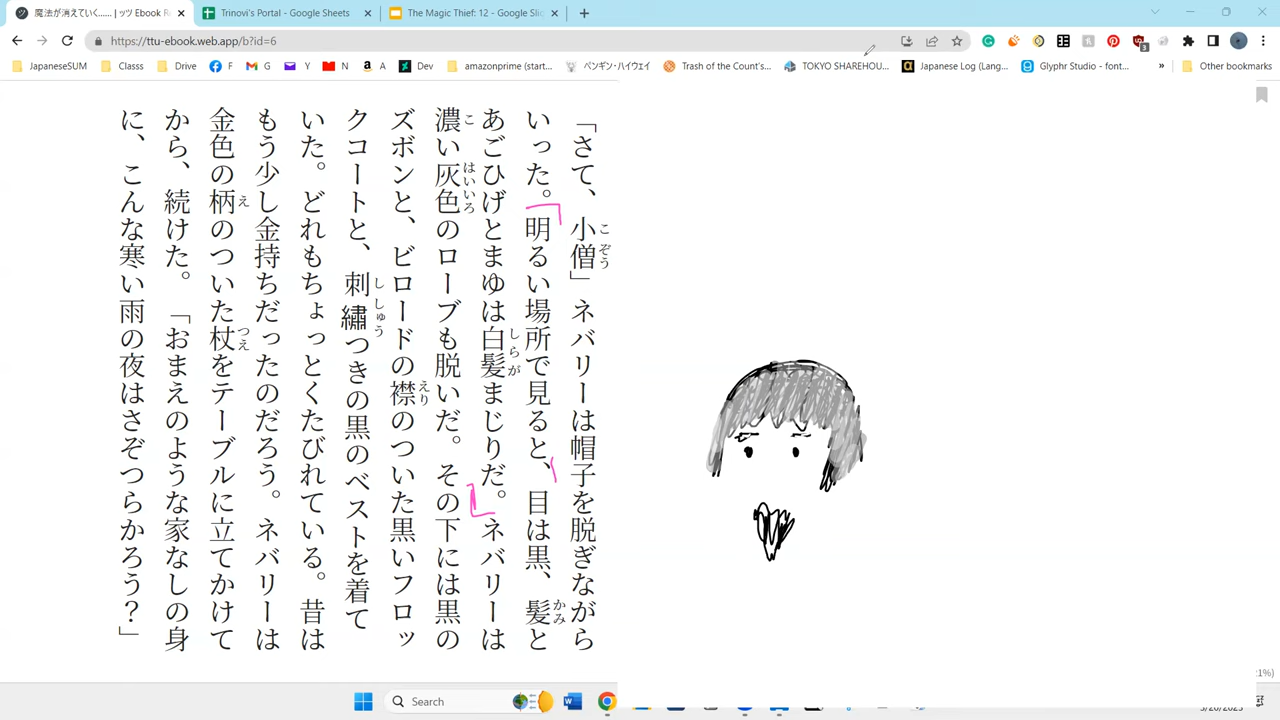 魔法が消えていく...... | ッツ Ebook R
Trinovi's Portal - Google Sheets
The Magic Thief: 12 - Google Slid
https://ttu-ebook.web.app/b?id=6
3
JapaneseSUM
Classs
Drive
F
M G
Y
N
A
Dev
amazonprime (start...
ペンギン・ハイウェイ
Trash of the Count's...
TOKYO SHAREHOU...
Japanese Log (Lang...
Glyphr Studio - font...
Other bookmarks
「さて、小僧」ネバリーは帽子を脱ぎながら
いった。明るい場所で見ると、目は黒、髪と
あごひげとまゆは白髪まじりだ。ネバリーは
濃い灰色のローブも脱いだ。その下には黒の
ズボンと、ビロードの襟のついた黒いフロッ
クコートと、刺繡つきの黒のベストを着て
いた。どれもちょっとくたびれている。昔は
もう少し金持ちだったのだろう。ネバリーは
金色の柄のついた杖をテーブルに立てかけて
から、続けた。「おまえのような家なしの身
に、こんな寒い雨の夜はさぞつらかろう？」
Search